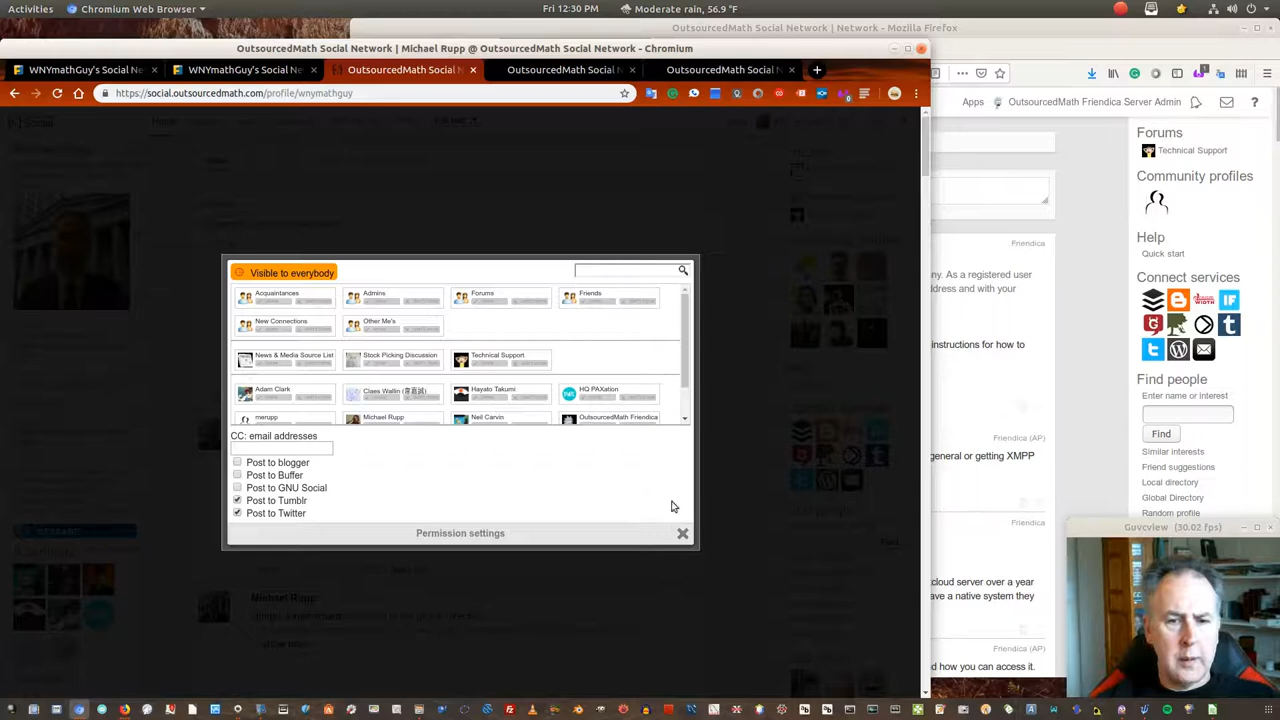 Activities
Chromium Web Browser
Fri 12:30 PM
Moderate rain, 56.9 °F
OutsourcedMath Social Network | Network - Mozilla Firefox
OutsourcedMath Social Network | Michael Rupp @ OutsourcedMath Social Network - Chromium
WNYmathGuy's Social Ne
WNYmathGuy's Social Ne
OutsourcedMath Social N
OutsourcedMath Social N
OutsourcedMath Social N
https://social.outsourcedmath.com/profile/wnymathguy
Apps
OutsourcedMath Friendica Server Admin
Visible to everybody
Acquaintances
Admins
Forums
Friends
New Connections
Other Me's
News & Media Source List
Stock Picking Discussion
Technical Support
Adam Clark
Claes Wallin (韋嘉誠)
Hayato Takumi
HQ PAXation
merupp
Michael Rupp
Neil Carvin
OutsourcedMath Friendica
CC: email addresses
Post to blogger
Post to Buffer
Post to GNU Social
Post to Tumblr
Post to Twitter
Permission settings
Home
Michael Rupp
Friendica
ny. As a registered user
address and with your
instructions for how to
Friendica (AP)
general or getting XMPP
Friendica
cloud server over a year
ave a native system they
Friendica (AP)
d how you can access it.
Forums
Technical Support
Community profiles
Help
Quick start
Connect services
Find people
Enter name or interest
Find
Similar interests
Friend suggestions
Local directory
Global Directory
Random profile
Guvcview (30.02 fps)